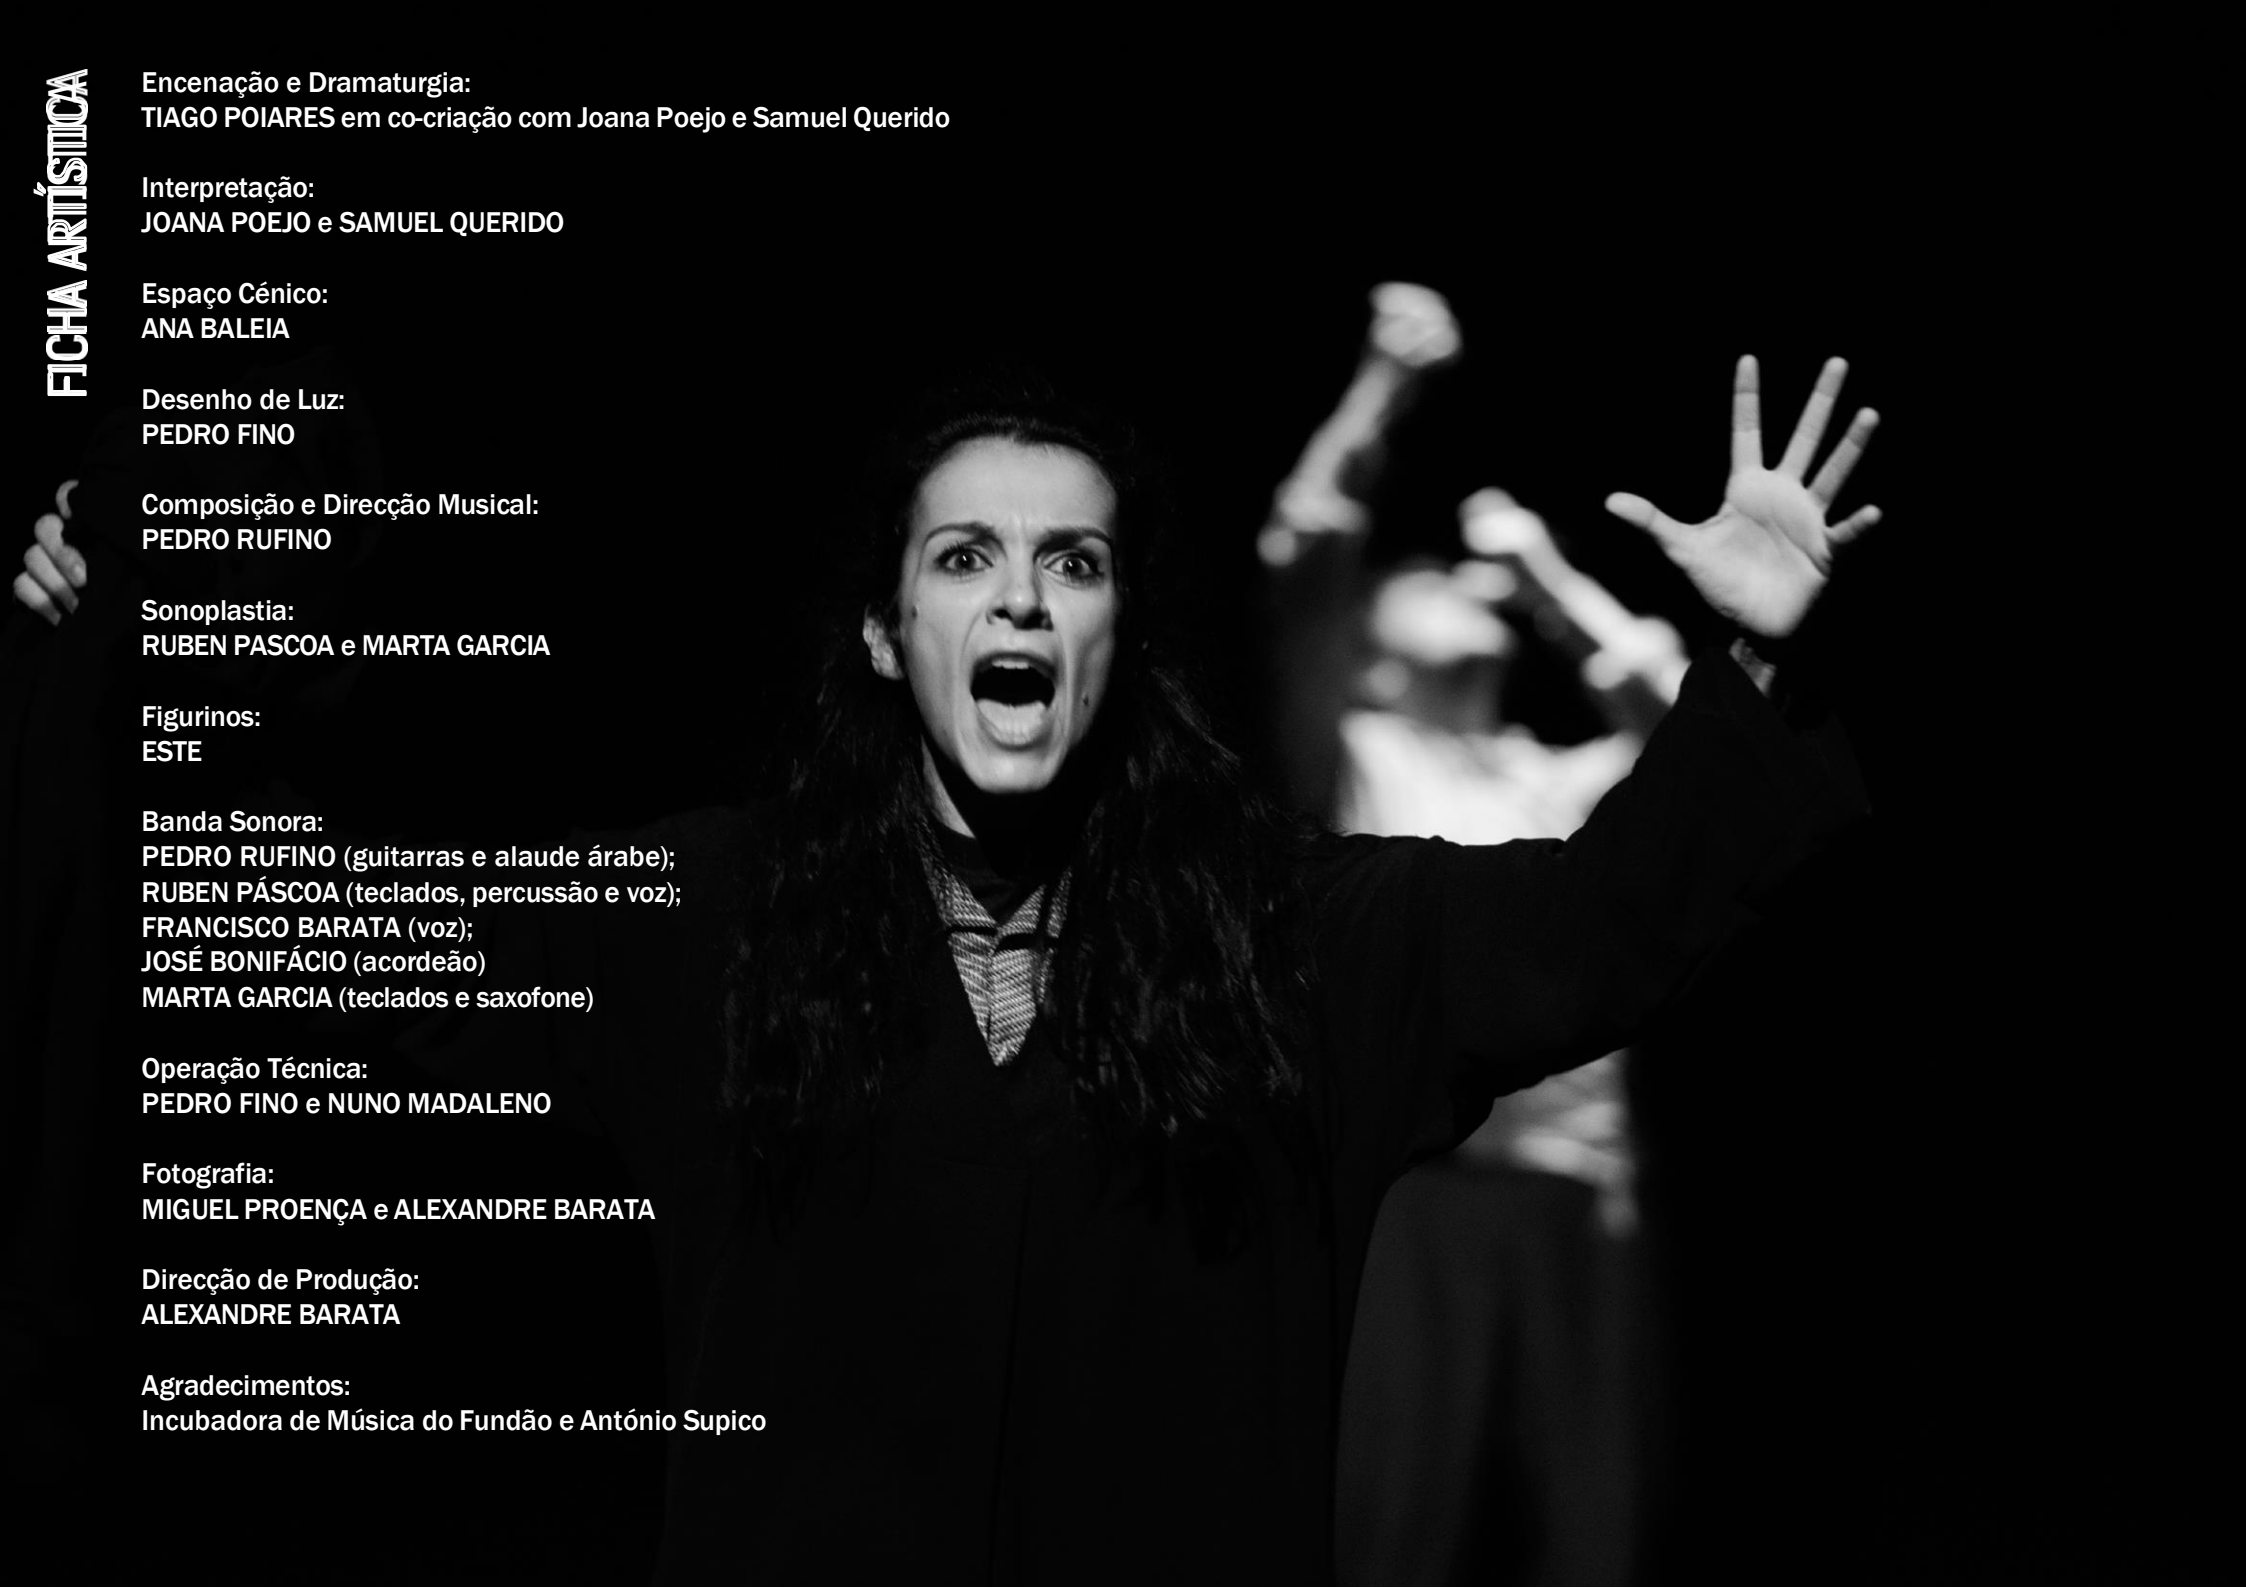 FICHA ARTÍSTICA
Encenação e Dramaturgia:
TIAGO POIARES em co-criação com Joana Poejo e Samuel Querido
Interpretação:
JOANA POEJO e SAMUEL QUERIDO
Espaço Cénico:
ANA BALEIA
Desenho de Luz:
PEDRO FINO
Composição e Direcção Musical:
PEDRO RUFINO
Sonoplastia:
RUBEN PASCOA e MARTA GARCIA
Figurinos:
ESTE
Banda Sonora:
PEDRO RUFINO (guitarras e alaude árabe);
RUBEN PÁSCOA (teclados, percussão e voz);
FRANCISCO BARATA (voz);
JOSÉ BONIFÁCIO (acordeão)
MARTA GARCIA (teclados e saxofone)
Operação Técnica:
PEDRO FINO e NUNO MADALENO
Fotografia:
MIGUEL PROENÇA e ALEXANDRE BARATA
Direcção de Produção:
ALEXANDRE BARATA
Agradecimentos:
Incubadora de Música do Fundão e António Supico